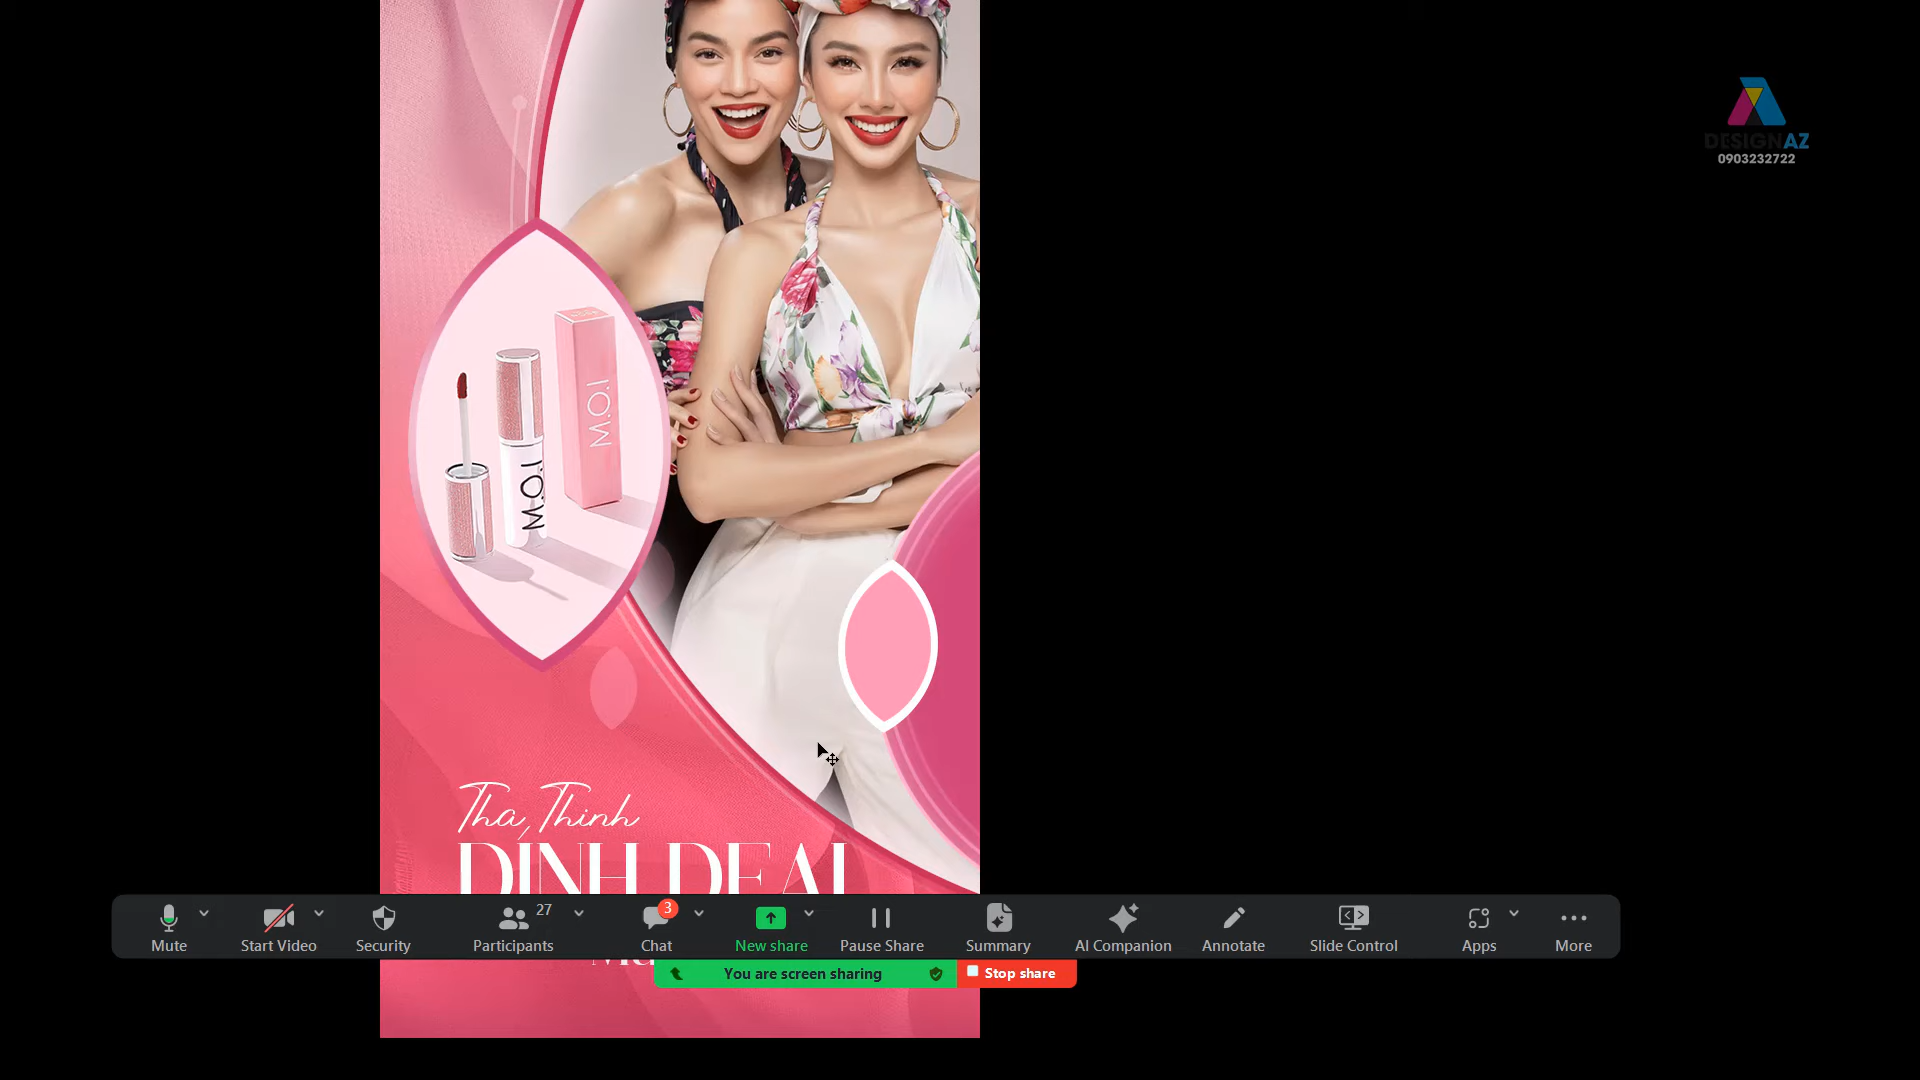 DESIGNAZ
0903232722
M.O.I
M.O.I
Tha, Thinh
DINH DEAL
Mute
Start Video
Security
27
Participants
3
Chat
New share
Pause Share
Summary
AI Companion
Annotate
Slide Control
Apps
More
You are screen sharing
Stop share